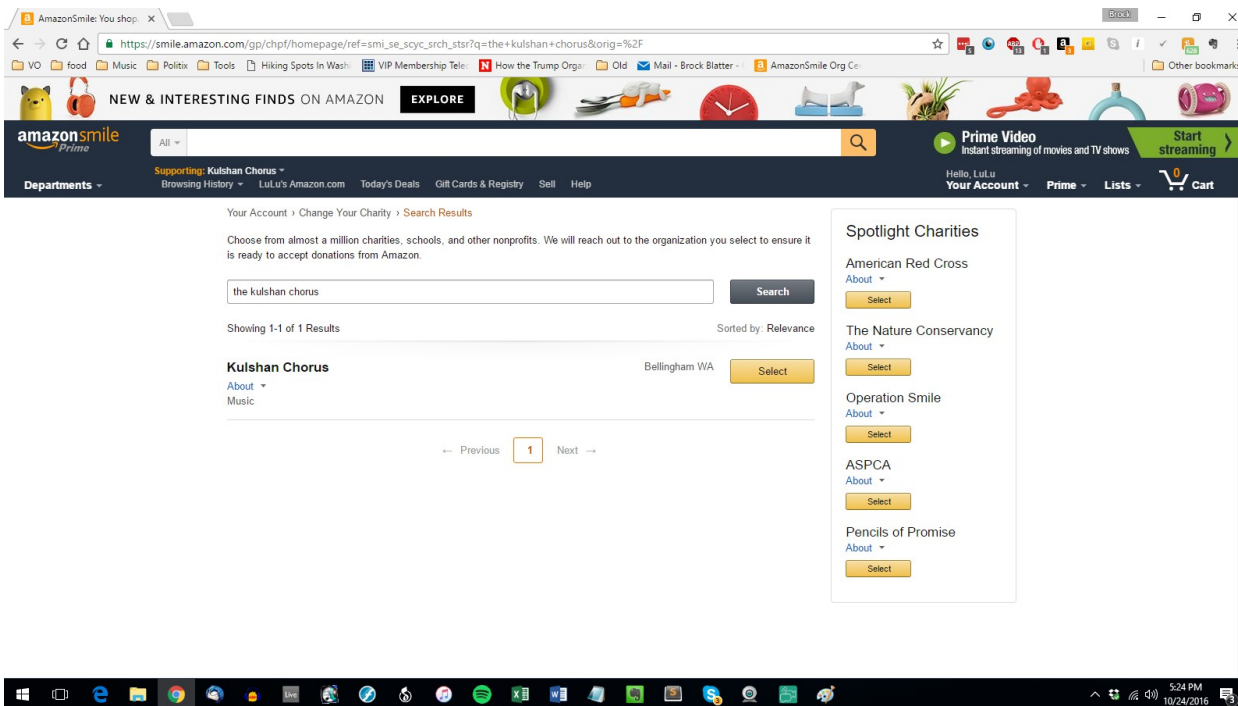 AmazonSmile: You shop.
Brock
https://smile.amazon.com/gp/chpf/homepage/ref=smi_se_scyc_srch_stsr?q=the+kulshan+chorus&orig=%2F
VO food Music Politix Tools Hiking Spots In Wash VIP Membership Tele: How the Trump Organ Old Mail - Brock Blatter - AmazonSmile Org Ce Other bookmarks
NEW & INTERESTING FINDS ON AMAZON EXPLORE
amazonsmile
Prime
All
Prime Video
Instant streaming of movies and TV shows
Start
streaming
Supporting: Kulshan Chorus
Departments
Browsing History LuLu's Amazon.com Today's Deals Gift Cards & Registry Sell Help
Hello, LuLu
Your Account Prime Lists 0 Cart
Your Account › Change Your Charity › Search Results
Choose from almost a million charities, schools, and other nonprofits. We will reach out to the organization you select to ensure it
is ready to accept donations from Amazon.
the kulshan chorus Search
Showing 1-1 of 1 Results Sorted by: Relevance
Kulshan Chorus Bellingham WA Select
About
Music
← Previous 1 Next →
Spotlight Charities
American Red Cross
About
Select
The Nature Conservancy
About
Select
Operation Smile
About
Select
ASPCA
About
Select
Pencils of Promise
About
Select
5:24 PM
10/24/2016